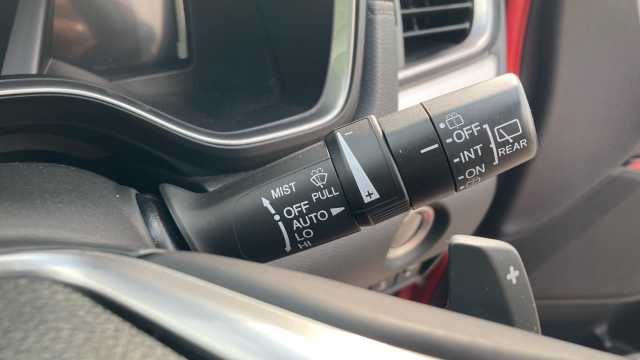 MIST
PULL
OFF
AUTO
LO
HI
- +
OFF
INT
ON
REAR
+